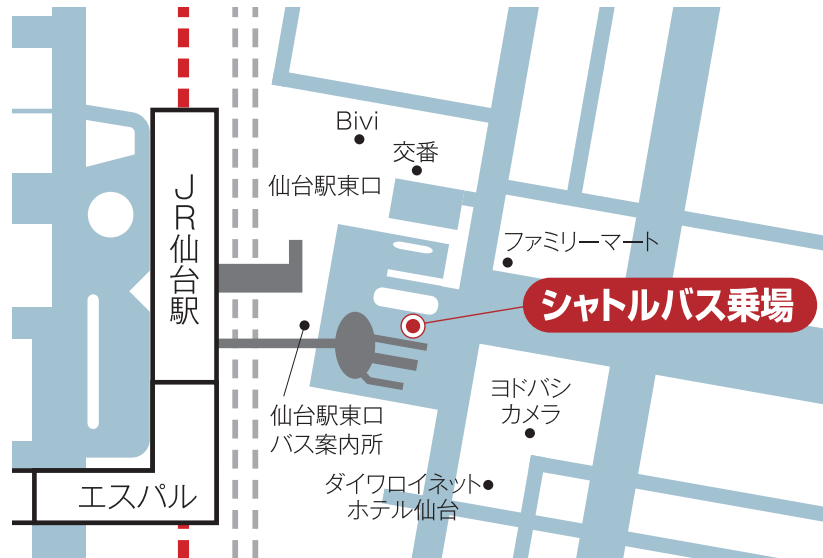 Bivi
交番
仙台駅東口
JR仙台駅
ファミリーマート
シャトルバス乗場
ヨドバシ
カメラ
仙台駅東口
バス案内所
ダイワロイネット
ホテル仙台
エスパル